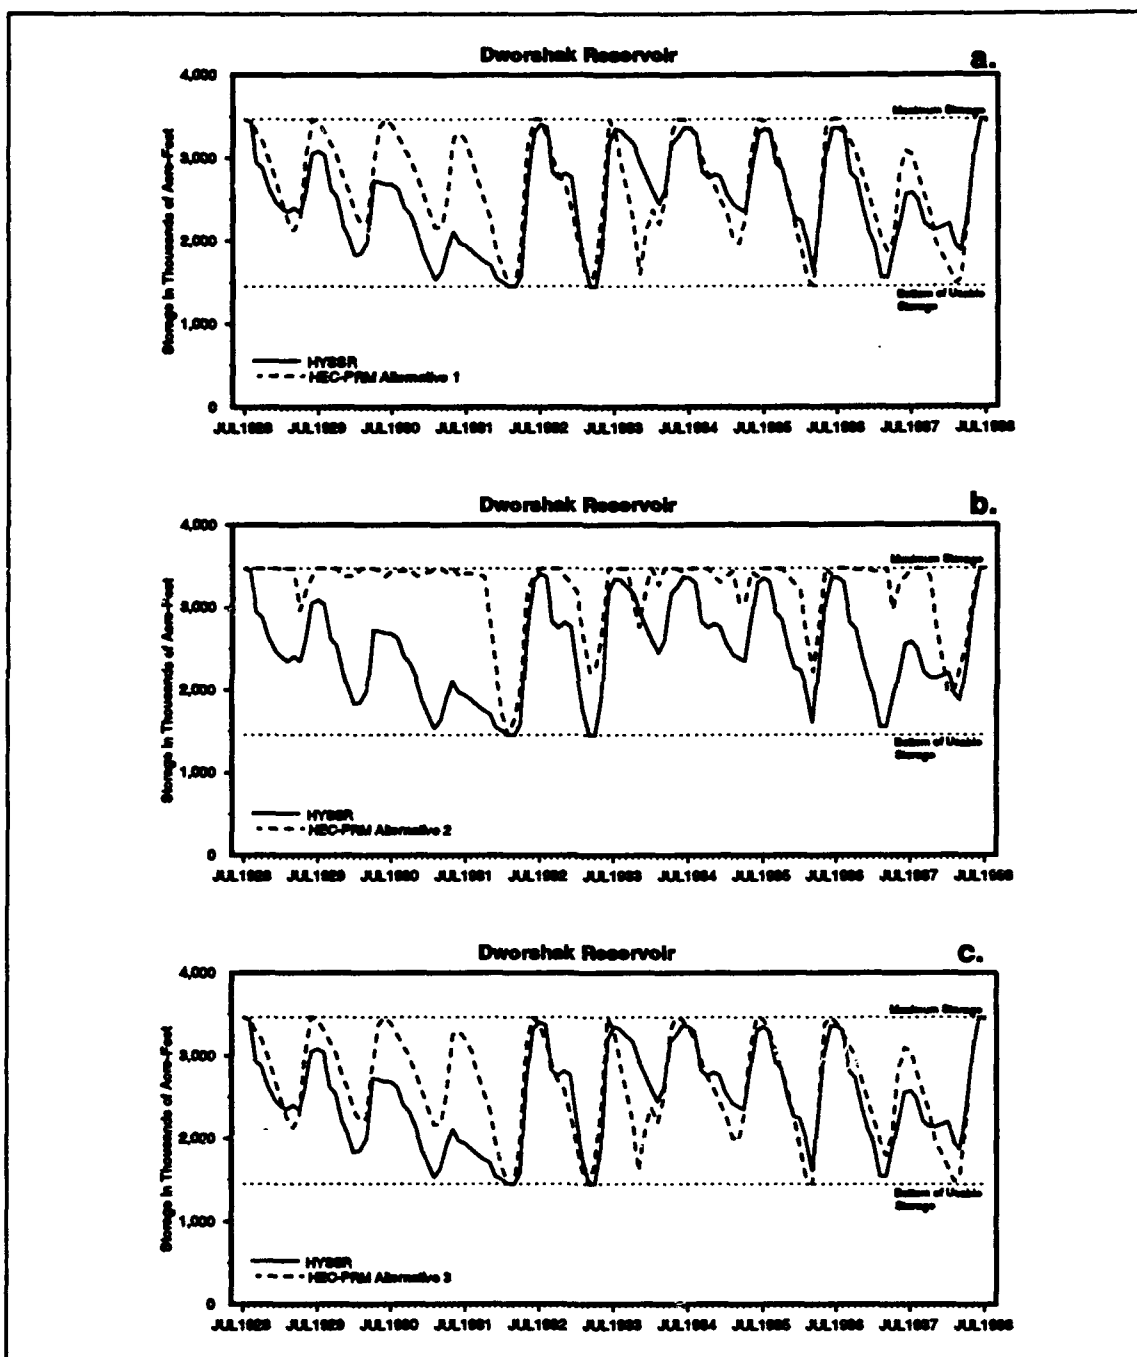 Dworshak Reservoir
a.
4,000
3,000
2,000
1,000
0
Storage in Thousands of Acre-Feet
Maximum Storage
Bottom of Usable
Storage
HYSSR
HEC-PRM Alternative 1
JUL1928 JUL1929 JUL1930 JUL1931 JUL1932 JUL1933 JUL1934 JUL1935 JUL1936 JUL1937 JUL1938
Dworshak Reservoir
b.
4,000
3,000
2,000
1,000
0
Storage in Thousands of Acre-Feet
Maximum Storage
Bottom of Usable
Storage
HYSSR
HEC-PRM Alternative 2
JUL1928 JUL1929 JUL1930 JUL1931 JUL1932 JUL1933 JUL1934 JUL1935 JUL1936 JUL1937 JUL1938
Dworshak Reservoir
c.
4,000
3,000
2,000
1,000
0
Storage in Thousands of Acre-Feet
Maximum Storage
Bottom of Usable
Storage
HYSSR
HEC-PRM Alternative 3
JUL1928 JUL1929 JUL1930 JUL1931 JUL1932 JUL1933 JUL1934 JUL1935 JUL1936 JUL1937 JUL1938